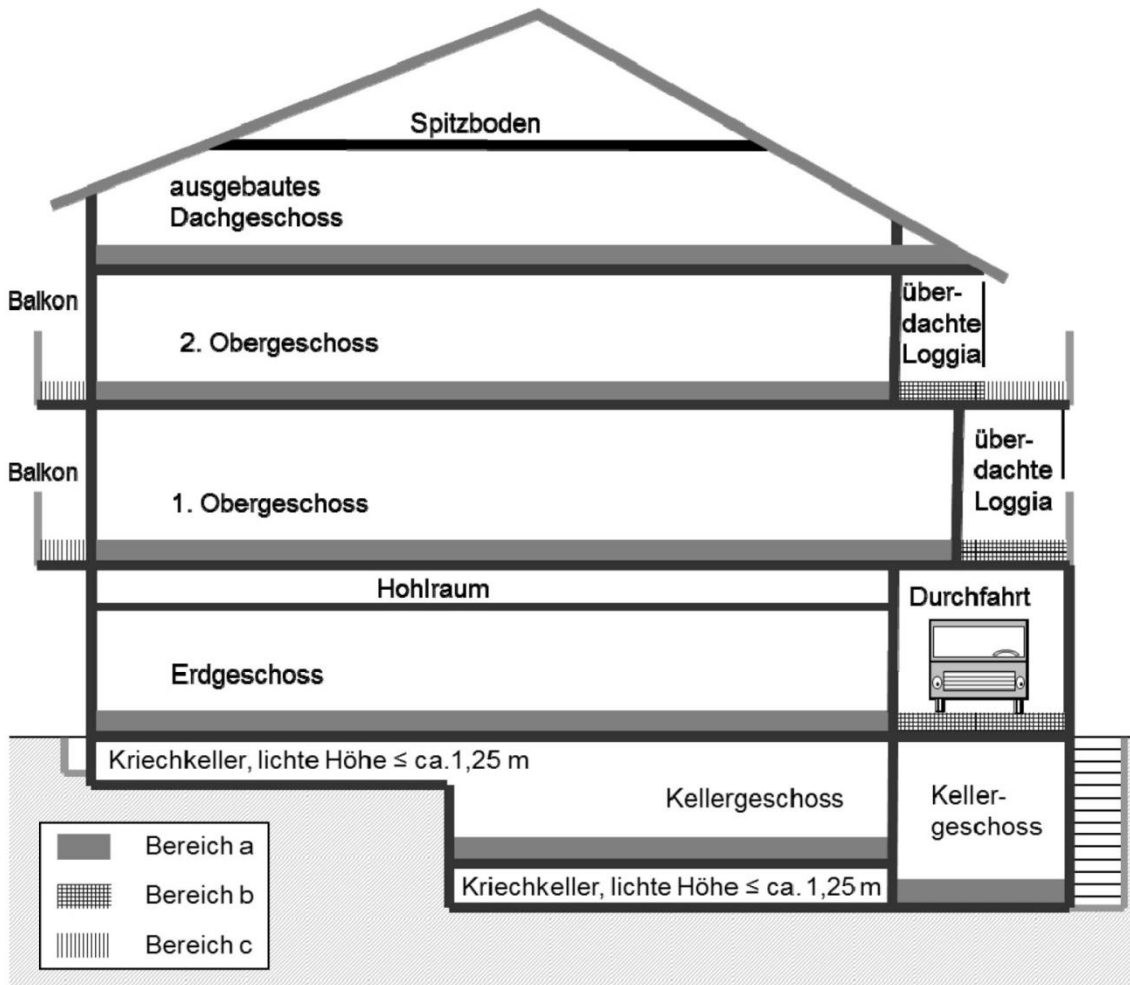 Spitzboden
ausgebautes
Dachgeschoss
Balkon
2. Obergeschoss
über-
dachte
Loggia
Balkon
1. Obergeschoss
über-
dachte
Loggia
Hohlraum
Durchfahrt
Erdgeschoss
Kriechkeller, lichte Höhe ≤ ca.1,25 m
Kellergeschoss
Keller-
geschoss
Kriechkeller, lichte Höhe ≤ ca. 1,25 m
Bereich a
Bereich b
Bereich c